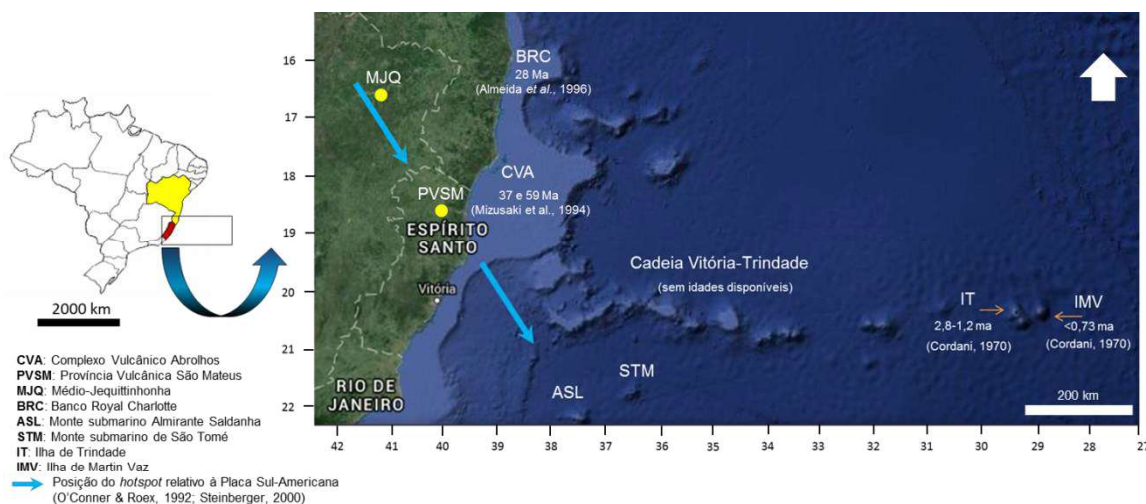 16
17
18
19
20
21
22
42
41
40
39
38
37
36
35
34
33
32
31
30
29
28
27
MJQ
BRC
28 Ma
(Almeida et al., 1996)
CVA
37 e 59 Ma
(Mizusaki et al., 1994)
PVSM
ESPÍRITO
SANTO
Vitória
Cadeia Vitória-Trindade
(sem idades disponíveis)
IT
2,8-1,2 ma
(Cordani, 1970)
IMV
<0,73 ma
(Cordani, 1970)
STM
ASL
RIO DE
JANEIRO
200 km
2000 km
CVA: Complexo Vulcânico Abrolhos
PVSM: Província Vulcânica São Mateus
MJQ: Médio-Jequittinhonha
BRC: Banco Royal Charlotte
ASL: Monte submarino Almirante Saldanha
STM: Monte submarino de São Tomé
IT: Ilha de Trindade
IMV: Ilha de Martin Vaz
Posição do hotspot relativo à Placa Sul-Americana
(O'Conner & Roex, 1992; Steinberger, 2000)